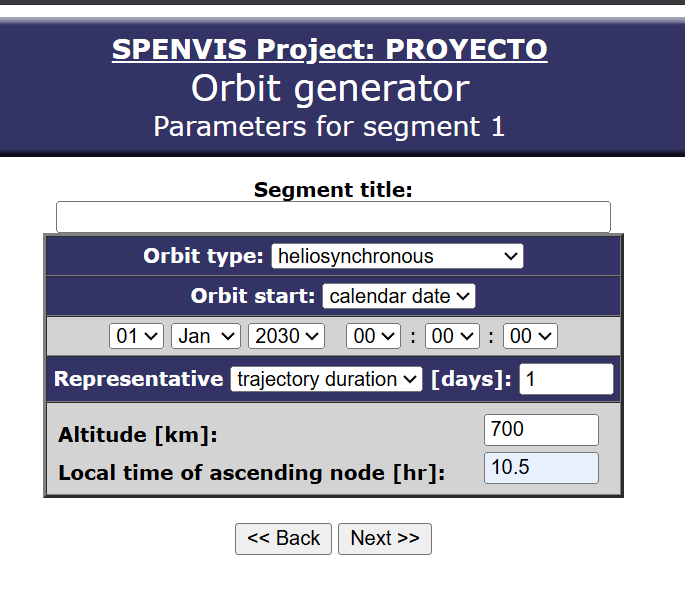 SPENVIS Project: PROYECTO
Orbit generator
Parameters for segment 1
Segment title:
Orbit type: heliosynchronous
Orbit start: calendar date
01 Jan 2030 00 : 00 : 00
Representative trajectory duration [days]: 1
Altitude [km]: 700
Local time of ascending node [hr]: 10.5
<< Back Next >>